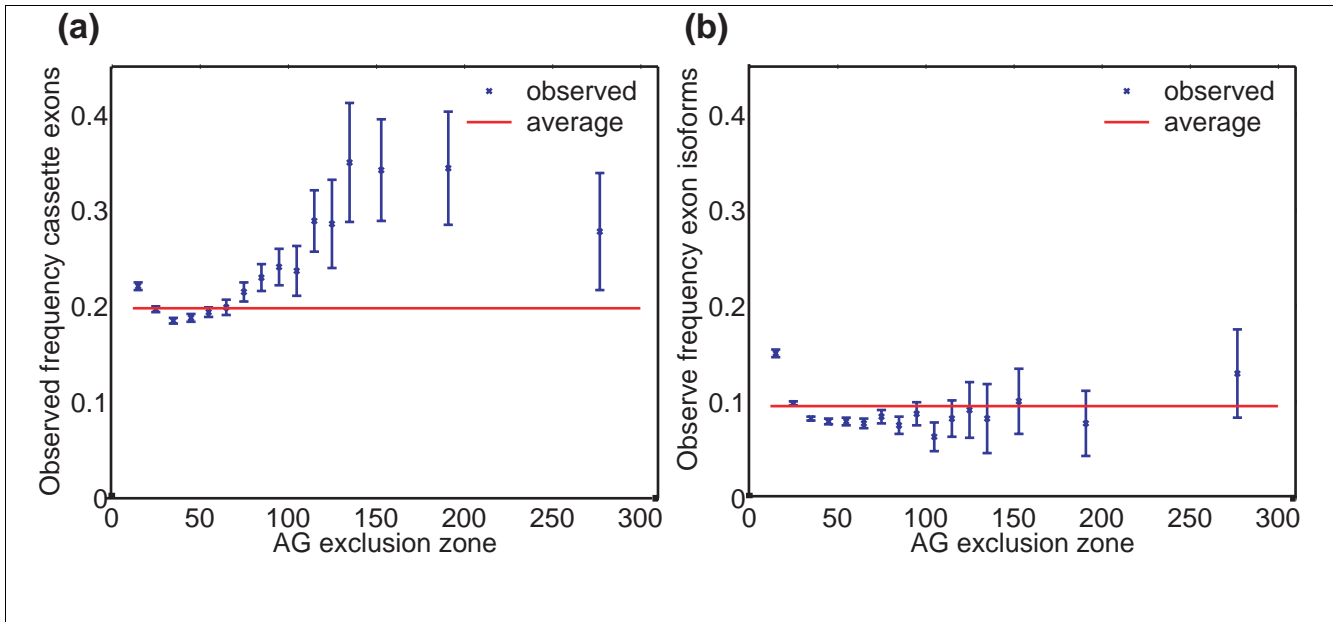 (a)
Observed frequency cassette exons
0.4
0.3
0.2
0.1
0
observed
average
0 50 100 150 200 250 300
AG exclusion zone
(b)
Observe frequency exon isoforms
0.4
0.3
0.2
0.1
0
observed
average
0 50 100 150 200 250 300
AG exclusion zone